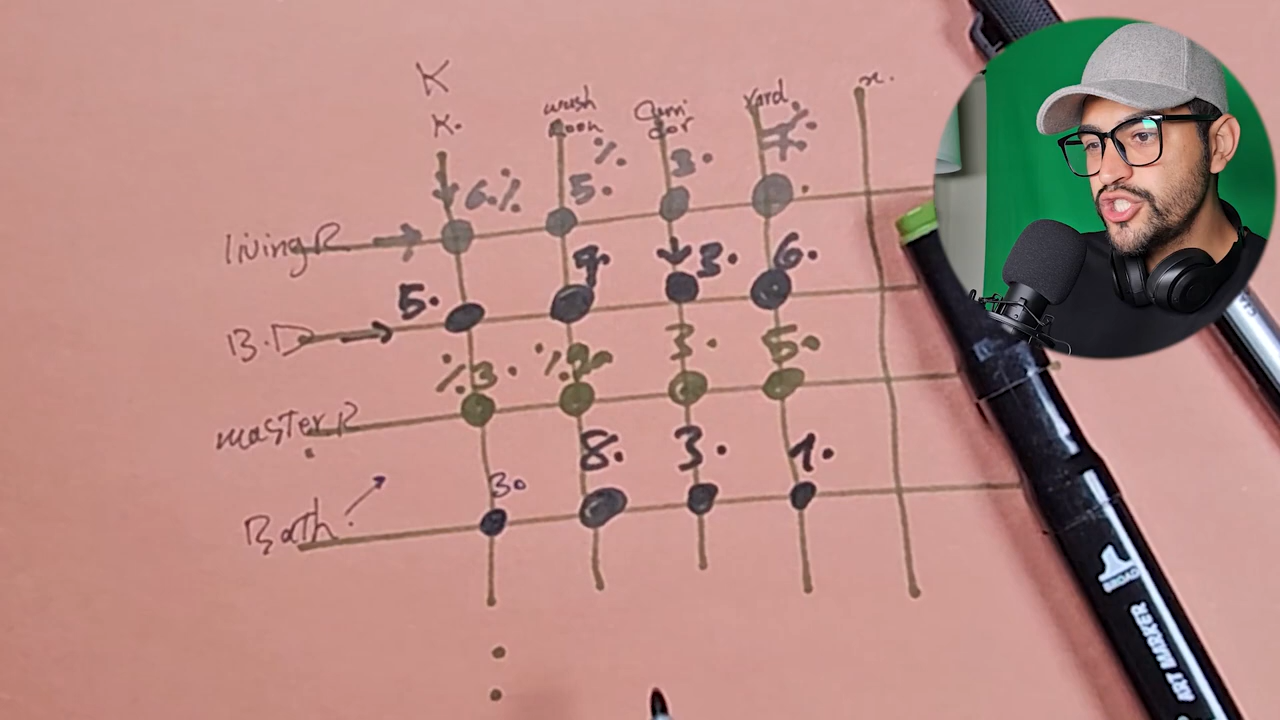 K
K.
wash
room
Corri
dor
Yard
x.
6.%
%
5.
3.
7%.
living R
9.
3.
6.
5.
B.D
%3.
%
3.
5.
master R
8.
3.
1.
30
Bath
BROAD
ART MARKER